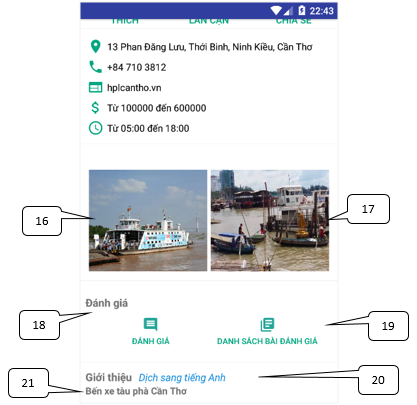 22:43
THÍCH LÂN CẬN CHIA SẺ
13 Phan Đăng Lưu, Thới Bình, Ninh Kiều, Cần Thơ
+84 710 3812
hplcantho.vn
Từ 100000 đến 600000
Từ 05:00 đến 18:00
16
17
Đánh giá
18
19
ĐÁNH GIÁ
DANH SÁCH BÀI ĐÁNH GIÁ
Giới thiệu Dịch sang tiếng Anh
20
21
Bến xe tàu phà Cần Thơ